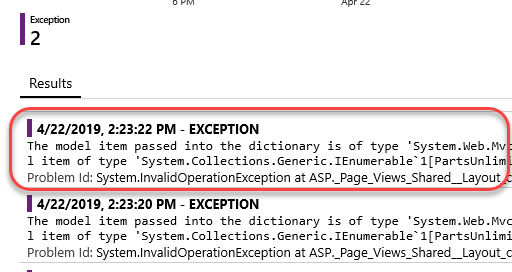 6 PM Apr 22
Exception
2
Results
4/22/2019, 2:23:22 PM - EXCEPTION
The model item passed into the dictionary is of type 'System.Web.Mvc
l item of type 'System.Collections.Generic.IEnumerable`1[PartsUnlimi
Problem Id: System.InvalidOperationException at ASP._Page_Views_Shared__Layout_c
4/22/2019, 2:23:20 PM - EXCEPTION
The model item passed into the dictionary is of type 'System.Web.Mvc
l item of type 'System.Collections.Generic.IEnumerable`1[PartsUnlimi
Problem Id: System.InvalidOperationException at ASP._Page_Views_Shared__Layout_c